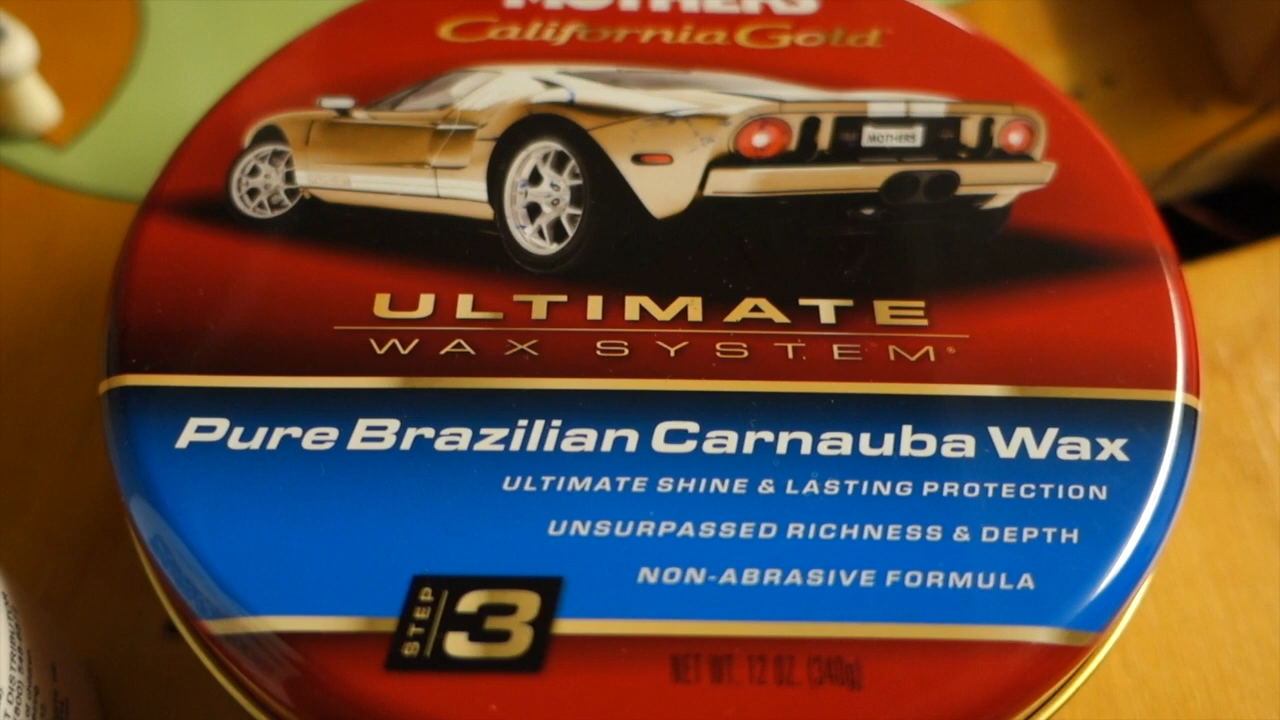 MOTHERS
California Gold
MOTHERS
ULTIMATE
WAX SYSTEM®
Pure Brazilian Carnauba Wax
ULTIMATE SHINE & LASTING PROTECTION
UNSURPASSED RICHNESS & DEPTH
NON-ABRASIVE FORMULA
STEP 3
NET WT. 12 OZ. (340g)